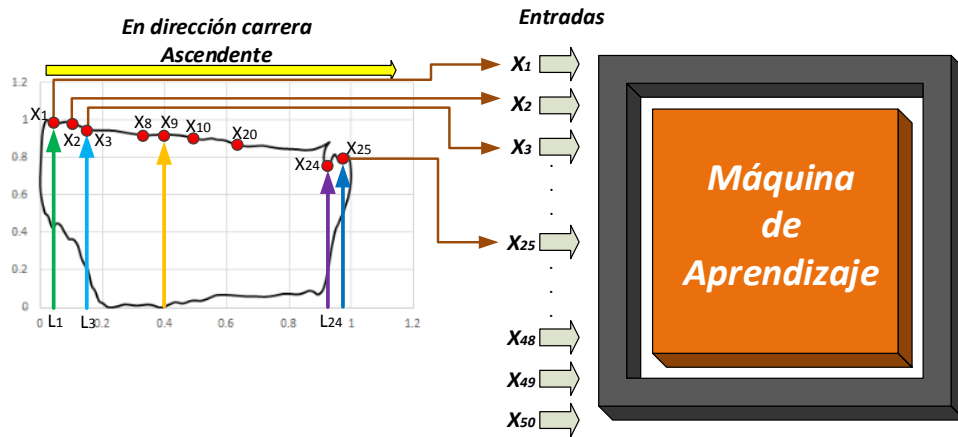 En dirección carrera
Ascendente
1.2
1
0.8
0.6
0.4
0.2
0
0
0.2
0.4
0.6
0.8
1
1.2
X1
X2
X3
X8
X9
X10
X20
X24
X25
L1
L3
L24
Entradas
X1
X2
X3
.
.
.
X25
.
.
.
X48
X49
X50
Máquina
de
Aprendizaje